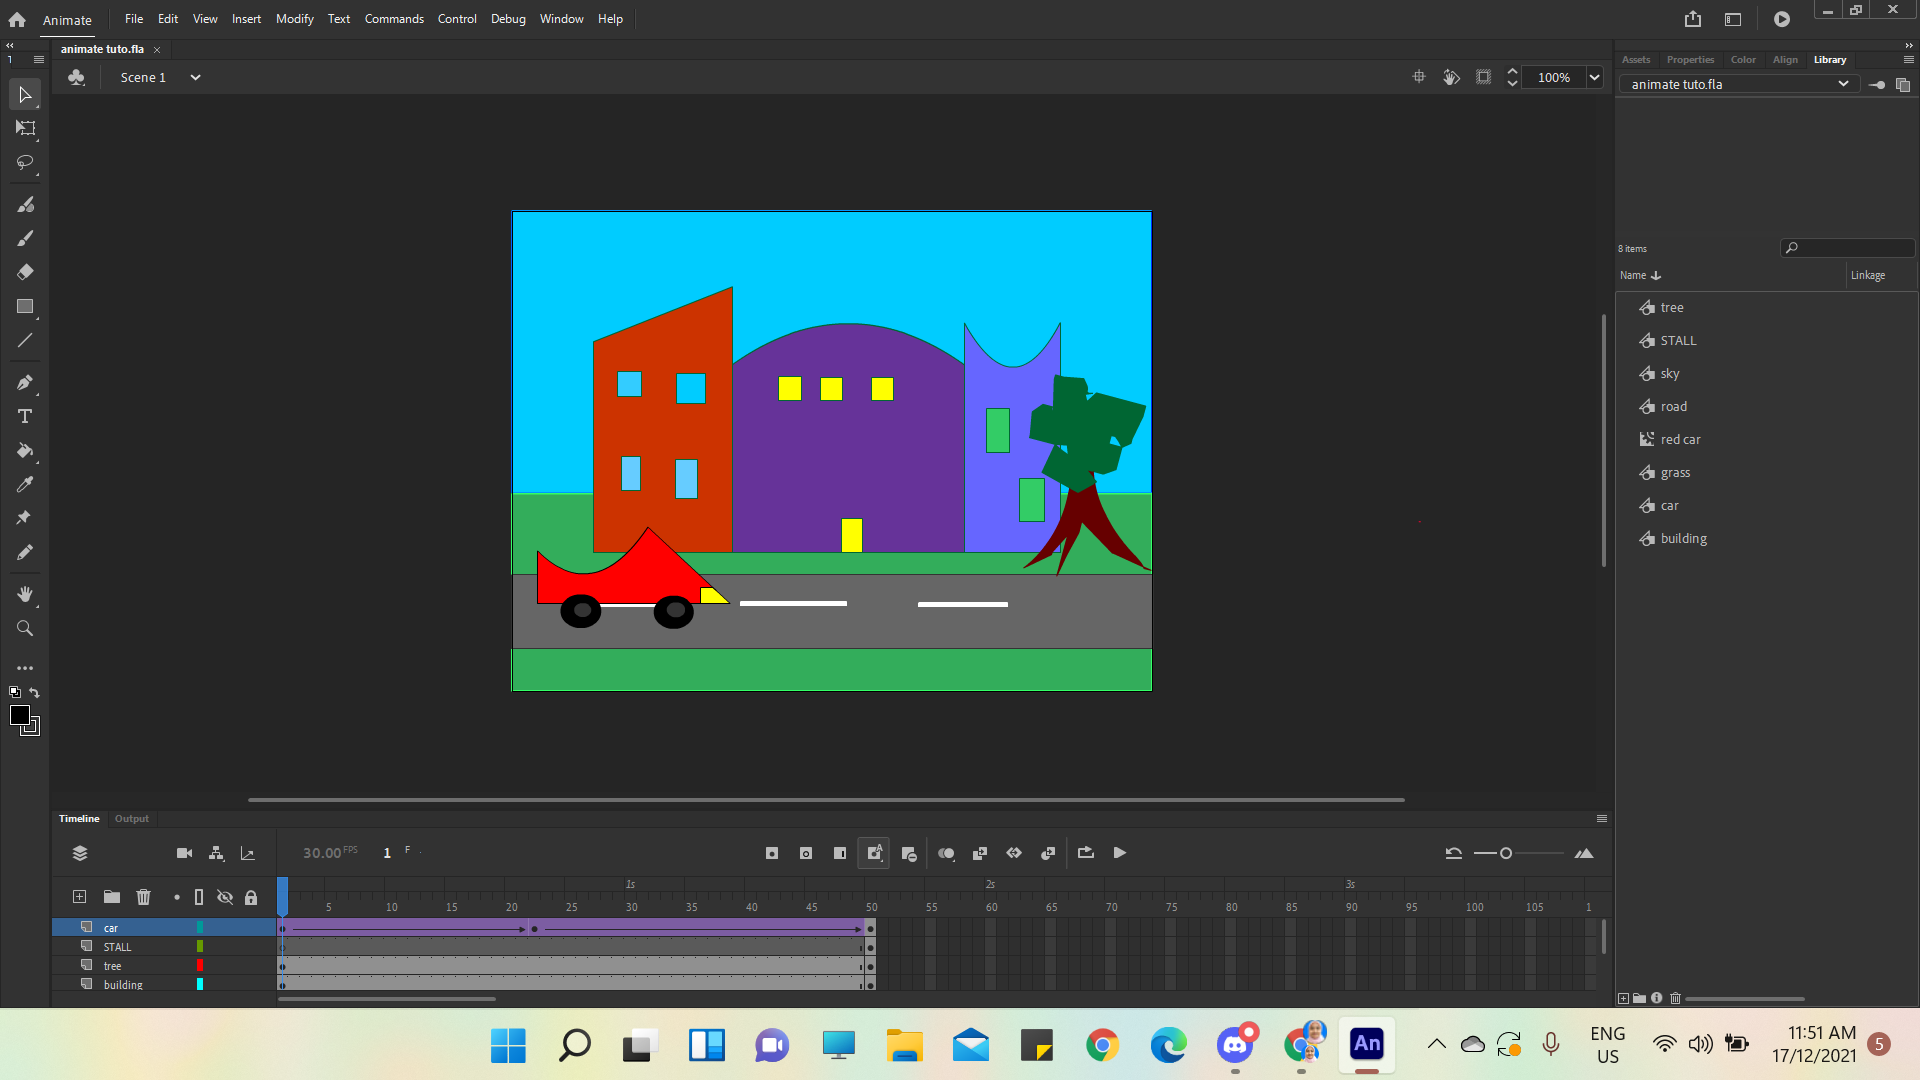 Animate File Edit View Insert Modify Text Commands Control Debug Window Help
animate tuto.fla
Scene 1
100%
Assets Properties Color Align Library
animate tuto.fla
8 items
Name Linkage
tree
STALL
sky
road
red car
grass
car
building
Timeline Output
30.00 FPS 1 F
1s 2s 3s
5 10 15 20 25 30 35 40 45 50 55 60 65 70 75 80 85 90 95 100 105 1
car
STALL
tree
building
An
ENG
US
11:51 AM
17/12/2021
5